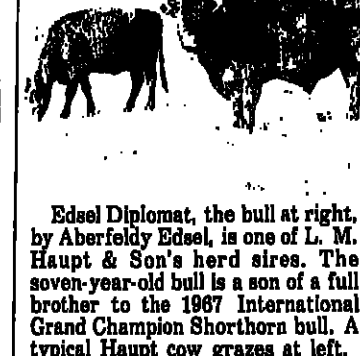 Edsel Diplomat, the bull at right,
by Aberfeldy Edsel, is one of L. M.
Haupt & Son's herd sires. The
seven-year-old bull is a son of a full
brother to the 1967 International
Grand Champion Shorthorn bull. A
typical Haupt cow grazes at left.